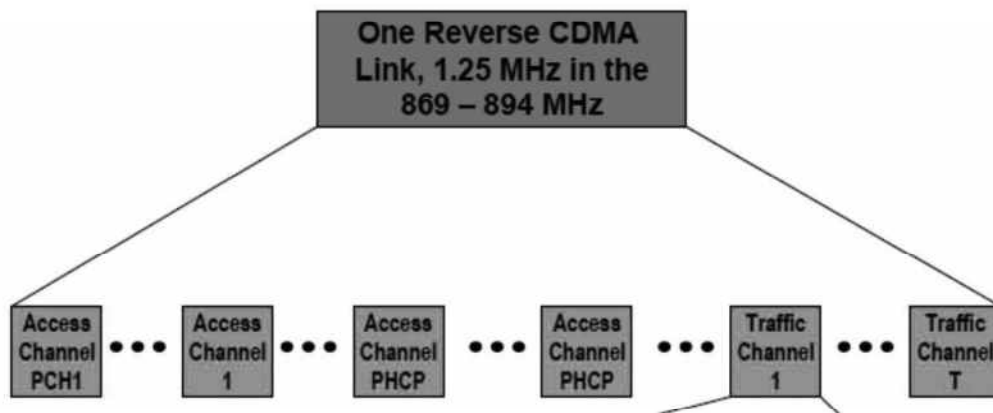 One Reverse CDMA
Link, 1.25 MHz in the
869 – 894 MHz
Access
Channel
PCH1
Access
Channel
1
Access
Channel
PHCP
Access
Channel
PHCP
Traffic
Channel
1
Traffic
Channel
T